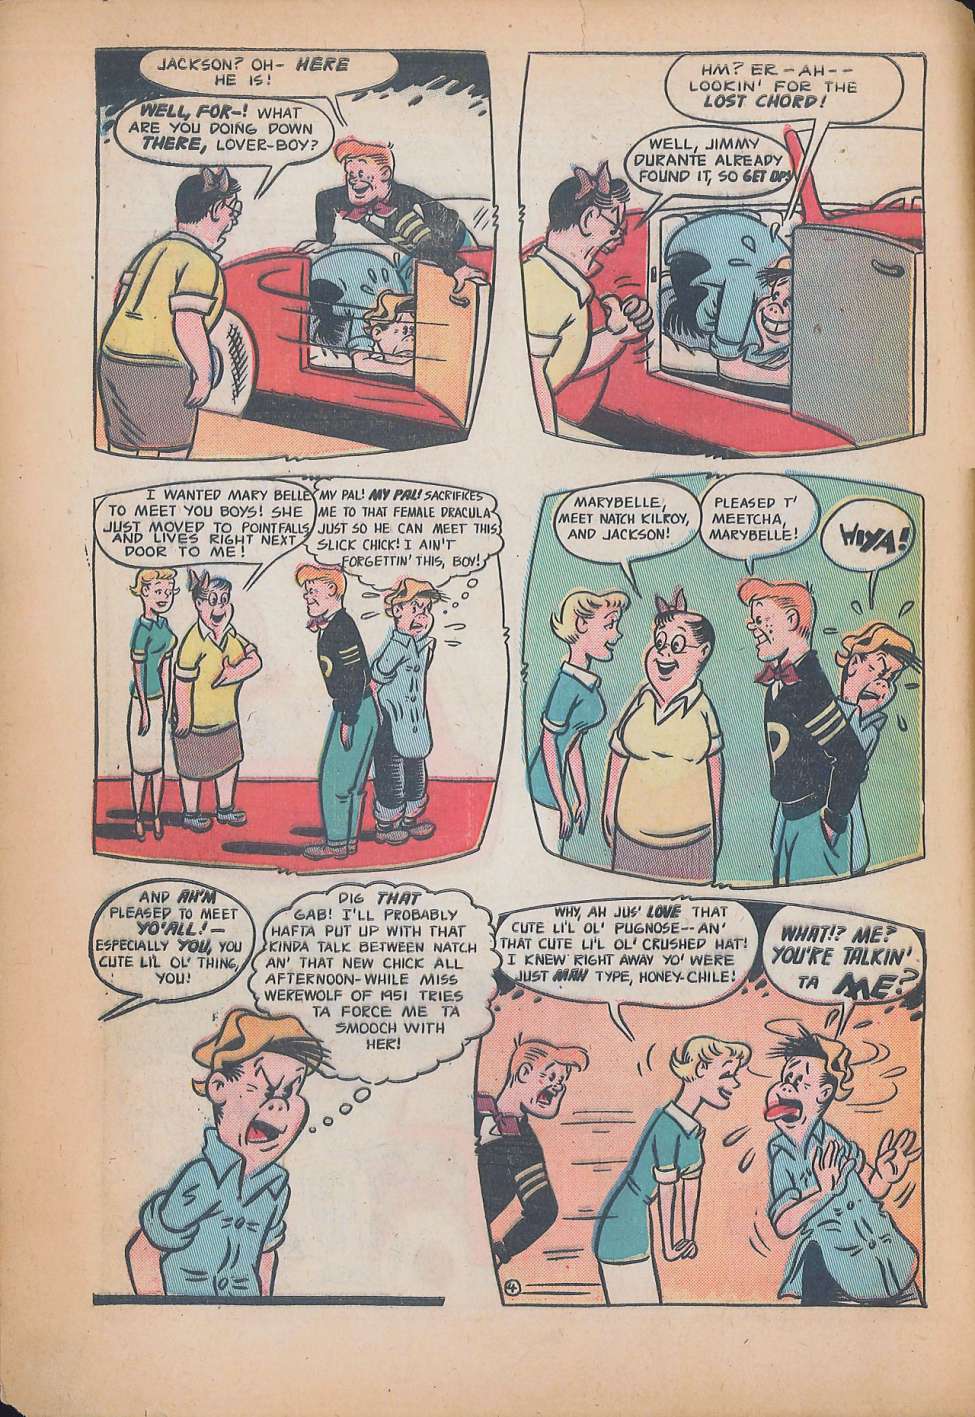 JACKSON? OH- HERE
HE IS!
WELL, FOR-! WHAT
ARE YOU DOING DOWN
THERE, LOVER-BOY?
HM? ER-AH--
LOOKIN' FOR THE
LOST CHORD!
WELL, JIMMY
DURANTE ALREADY
FOUND IT, SO GET UP!
I WANTED MARY BELLE
TO MEET YOU BOYS! SHE
JUST MOVED TO POINTFALLS
AND LIVES RIGHT NEXT
DOOR TO ME!
MY PAL! MY PAL! SACRIFICES
ME TO THAT FEMALE DRACULA
JUST SO HE CAN MEET THIS
SLICK CHICK! I AIN'T
FORGETTIN' THIS, BOY!
MARYBELLE,
MEET NATCH KILROY,
AND JACKSON!
PLEASED T'
MEETCHA,
MARYBELLE!
HIYA!
AND AH'M
PLEASED TO MEET
YO'ALL!—
ESPECIALLY YOU, YOU
CUTE LI'L OL' THING,
YOU!
DIG THAT
GAB! I'LL PROBABLY
HAFTA PUT UP WITH THAT
KINDA TALK BETWEEN NATCH
AN' THAT NEW CHICK ALL
AFTERNOON-WHILE MISS
WEREWOLF OF 1951 TRIES
TA FORCE ME TA
SMOOCH WITH
HER!
WHY, AH JUS' LOVE THAT
CUTE LI'L OL' PUGNOSE--AN'
THAT CUTE LI'L OL' CRUSHED HAT!
I KNEW RIGHT AWAY YO' WERE
JUST MAH TYPE, HONEY-CHILE!
WHAT!? ME?
YOU'RE TALKIN'
TA ME?
4